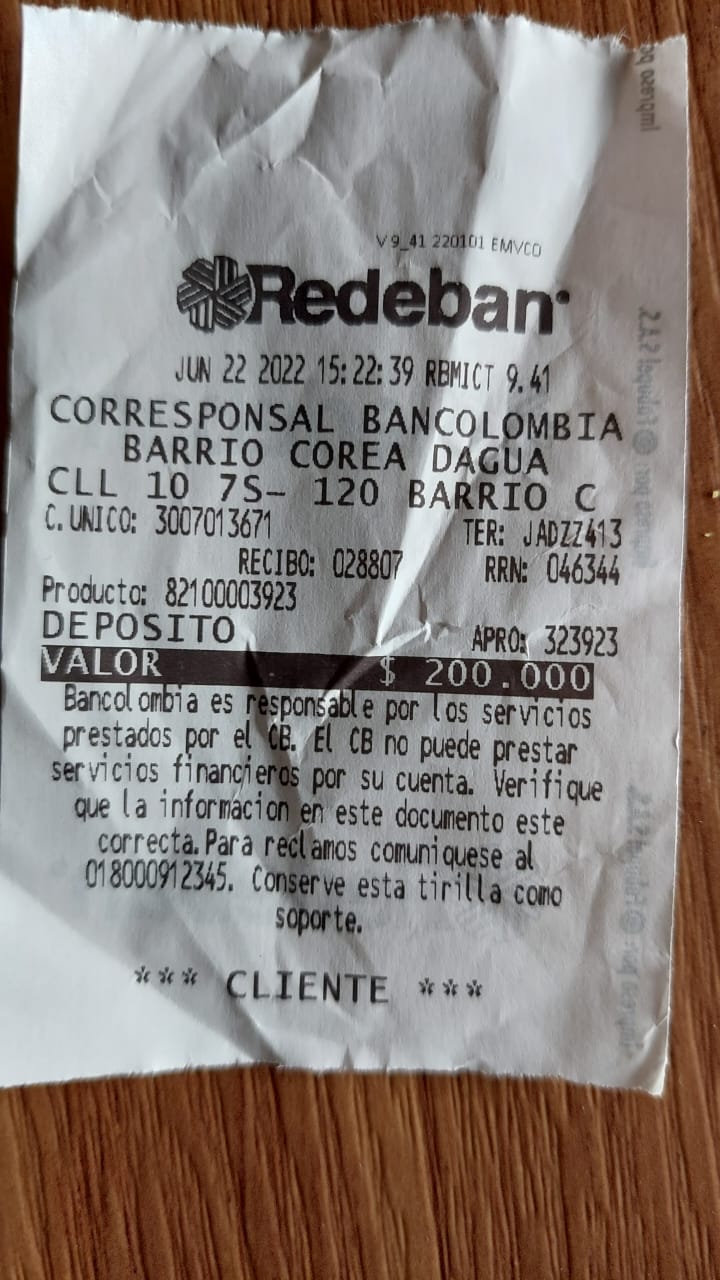 V 9_41 220101 EMVCO
Redeban
JUN 22 2022 15:22:39 RBMICT 9.41
CORRESPONSAL BANCOLOMBIA
BARRIO COREA DAGUA
CLL 10 7S- 120 BARRIO C
C.UNICO: 3007013671 TER: JADZZ413
RECIBO: 028807 RRN: 046344
Producto: 82100003923
DEPOSITO APRO: 323923
VALOR $ 200.000
Bancolombia es responsable por los servicios
prestados por el CB. El CB no puede prestar
servicios financieros por su cuenta. Verifique
que la informacion en este documento este
correcta.Para reclamos comuniquese al
018000912345. Conserve esta tirilla como
soporte.
*** CLIENTE ***